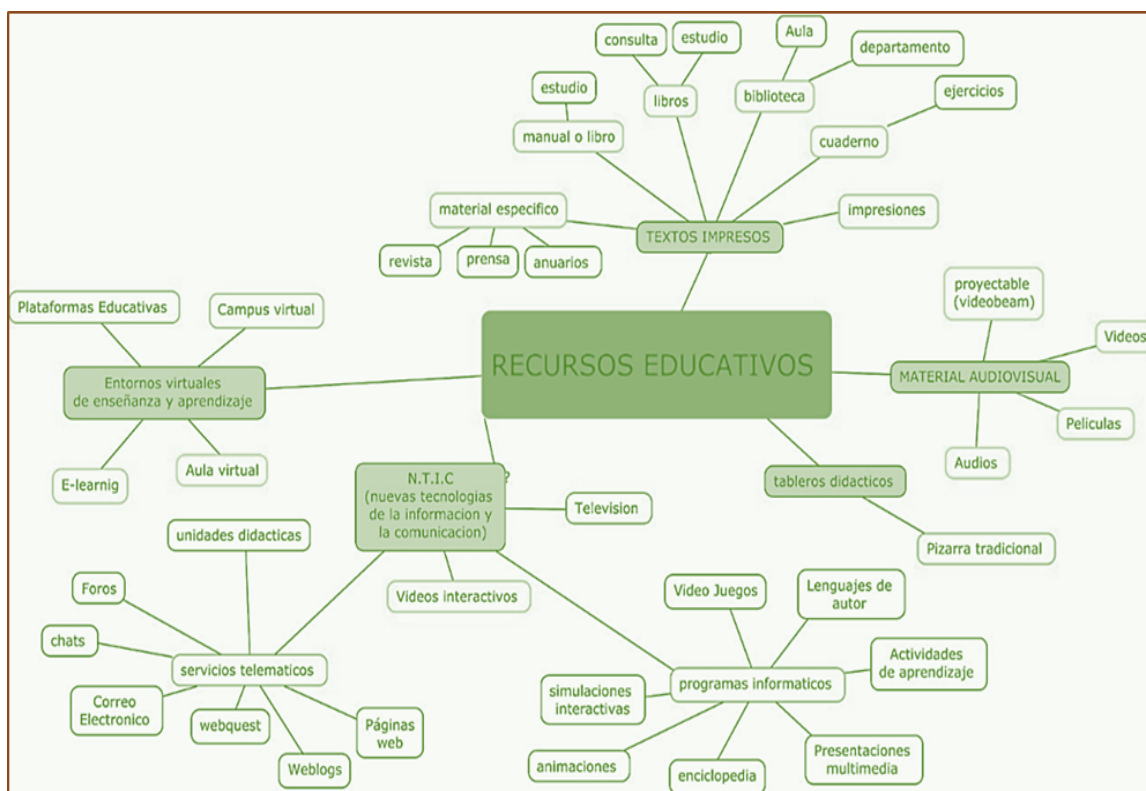 Aula
consulta
estudio
departamento
estudio
libros
biblioteca
ejercicios
manual o libro
cuaderno
material especifico
impresiones
TEXTOS IMPRESOS
revista
prensa
anuarios
Plataformas Educativas
Campus virtual
proyectable
(videobeam)
Videos
RECURSOS EDUCATIVOS
Entornos virtuales
de enseñanza y aprendizaje
MATERIAL AUDIOVISUAL
Peliculas
E-learnig
Aula virtual
Audios
N.T.I.C
(nuevas tecnologias
de la informacion y
la comunicacion)
?
tableros didacticos
Television
unidades didacticas
Pizarra tradicional
Videos interactivos
Foros
Video Juegos
Lenguajes de
autor
chats
servicios telematicos
programas informaticos
Actividades
de aprendizaje
Correo
Electronico
webquest
Páginas
web
simulaciones
interactivas
Weblogs
animaciones
enciclopedia
Presentaciones
multimedia